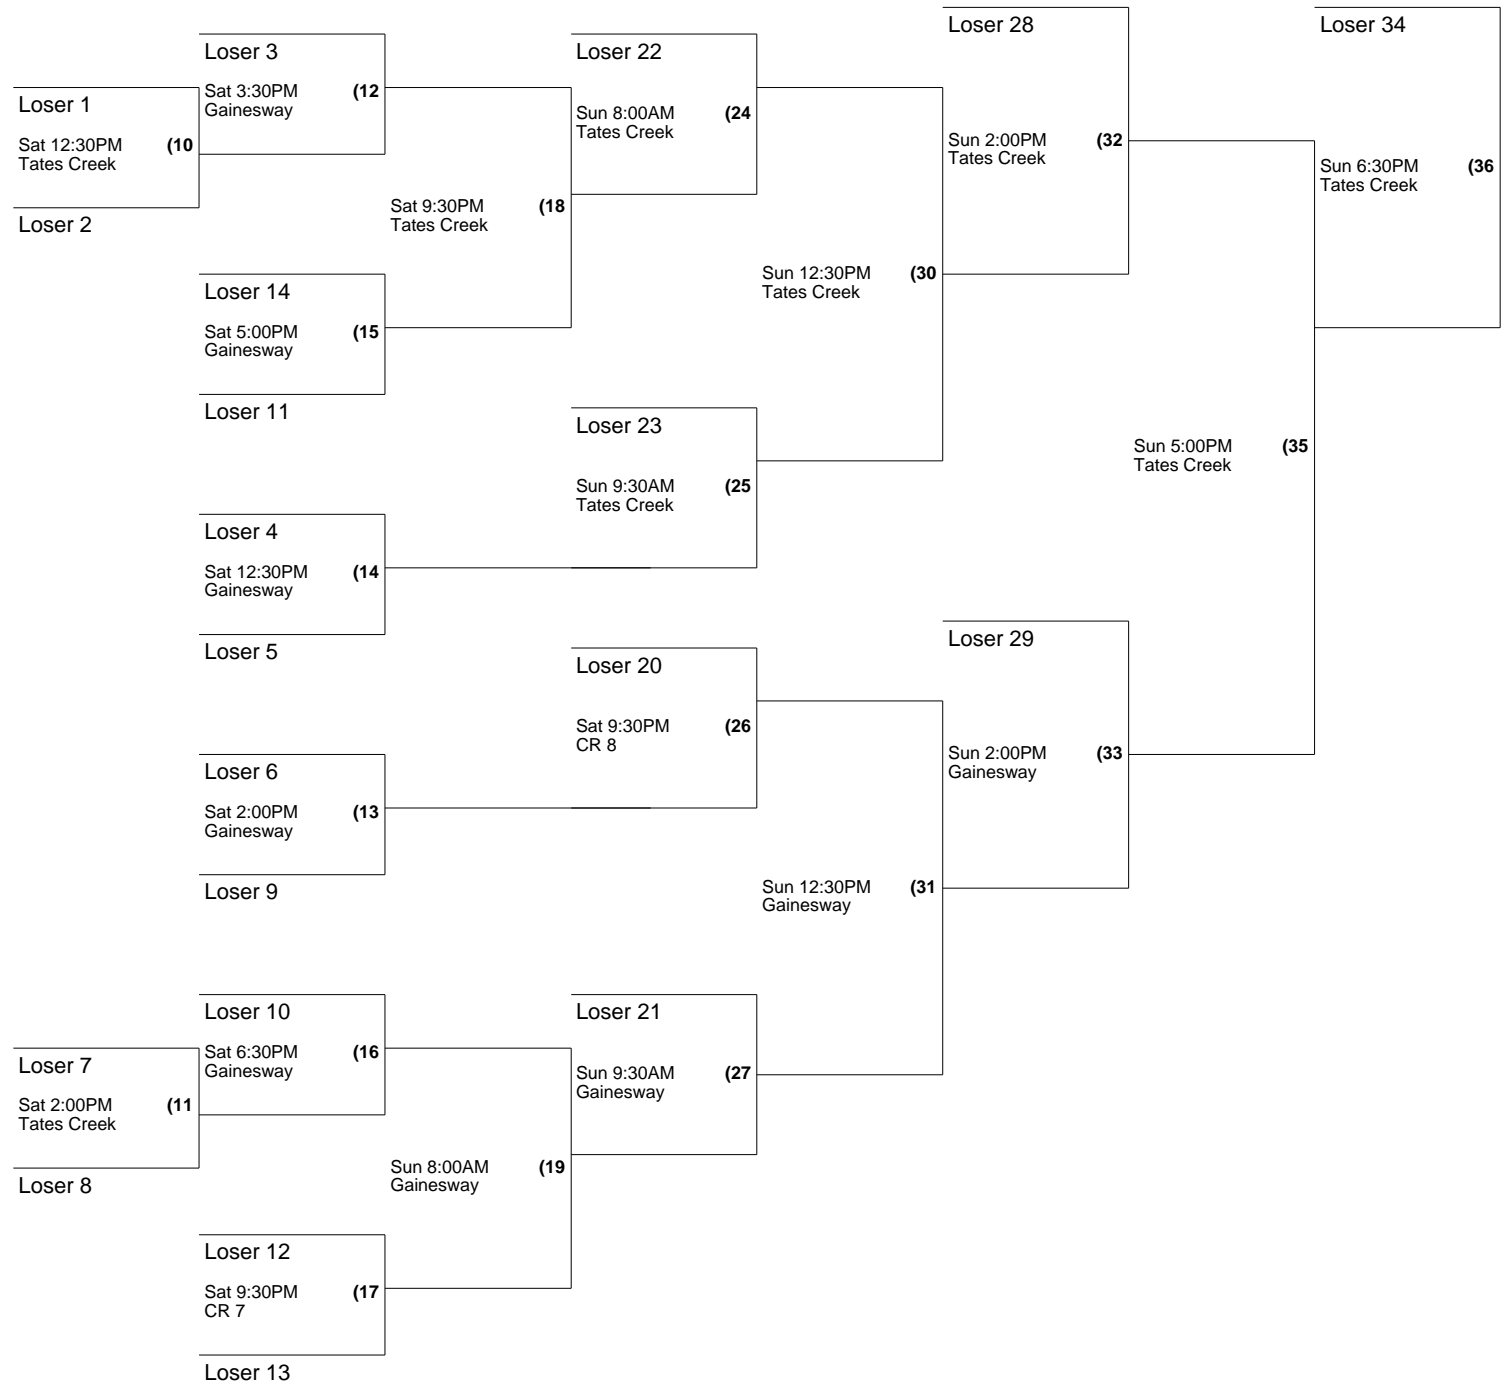 Loser 28
Loser 34
Loser 3
Loser 22
Sat 3:30PM (12
Gainesway
Loser 1
Sun 8:00AM (24
Tates Creek
Sat 12:30PM (10
Tates Creek
Sun 2:00PM (32
Tates Creek
Sun 6:30PM (36
Tates Creek
Sat 9:30PM (18
Tates Creek
Loser 2
Sun 12:30PM (30
Tates Creek
Loser 14
Sat 5:00PM (15
Gainesway
Loser 11
Loser 23
Sun 5:00PM (35
Tates Creek
Sun 9:30AM (25
Tates Creek
Loser 4
Sat 12:30PM (14
Gainesway
Loser 5
Loser 29
Loser 20
Sat 9:30PM (26
CR 8
Sun 2:00PM (33
Gainesway
Loser 6
Sat 2:00PM (13
Gainesway
Loser 9
Sun 12:30PM (31
Gainesway
Loser 10
Loser 21
Sat 6:30PM (16
Gainesway
Loser 7
Sun 9:30AM (27
Gainesway
Sat 2:00PM (11
Tates Creek
Sun 8:00AM (19
Gainesway
Loser 8
Loser 12
Sat 9:30PM (17
CR 7
Loser 13